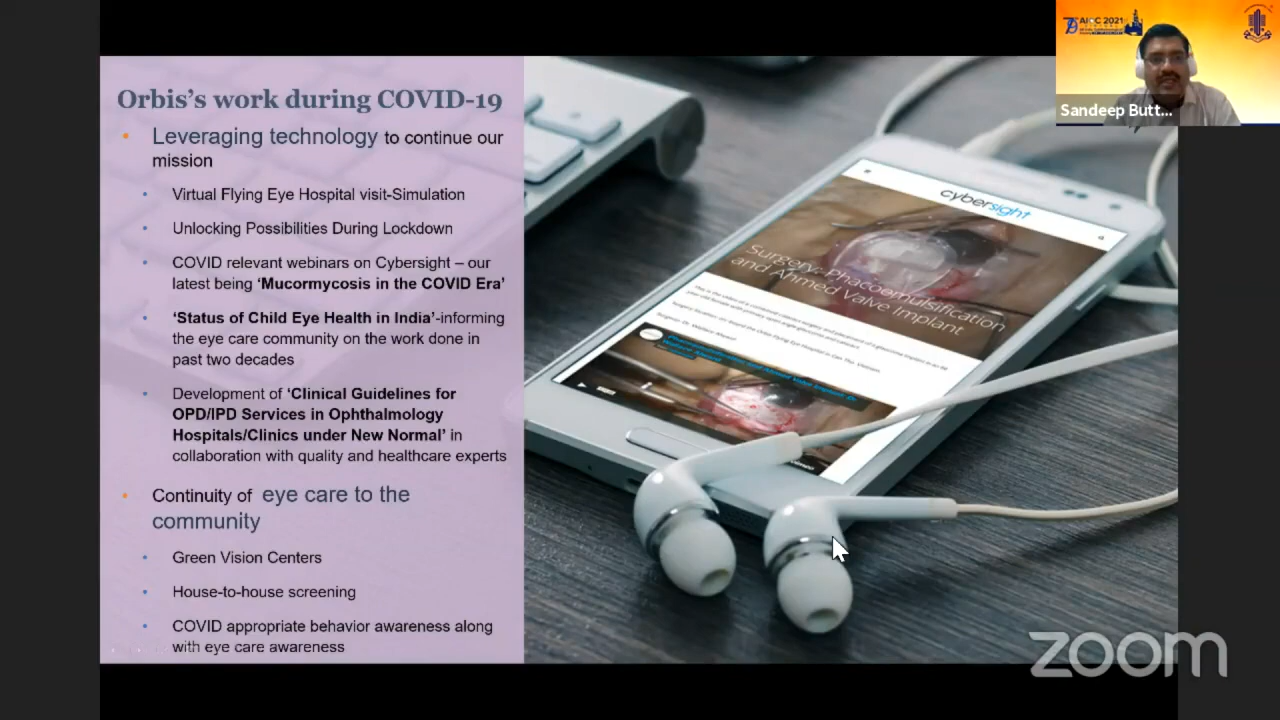 Orbis's work during COVID-19
• Leveraging technology to continue our
mission
• Virtual Flying Eye Hospital visit-Simulation
• Unlocking Possibilities During Lockdown
• COVID relevant webinars on Cybersight – our
latest being ‘Mucormycosis in the COVID Era’
• ‘Status of Child Eye Health in India’-informing
the eye care community on the work done in
past two decades
• Development of ‘Clinical Guidelines for
OPD/IPD Services in Ophthalmology
Hospitals/Clinics under New Normal’ in
collaboration with quality and healthcare experts
• Continuity of eye care to the
community
• Green Vision Centers
• House-to-house screening
• COVID appropriate behavior awareness along
with eye care awareness
cybersight
Surgery: Phacoemulsification
and Ahmed Valve Implant
AIOC 2021
Sandeep Butt...
zoom